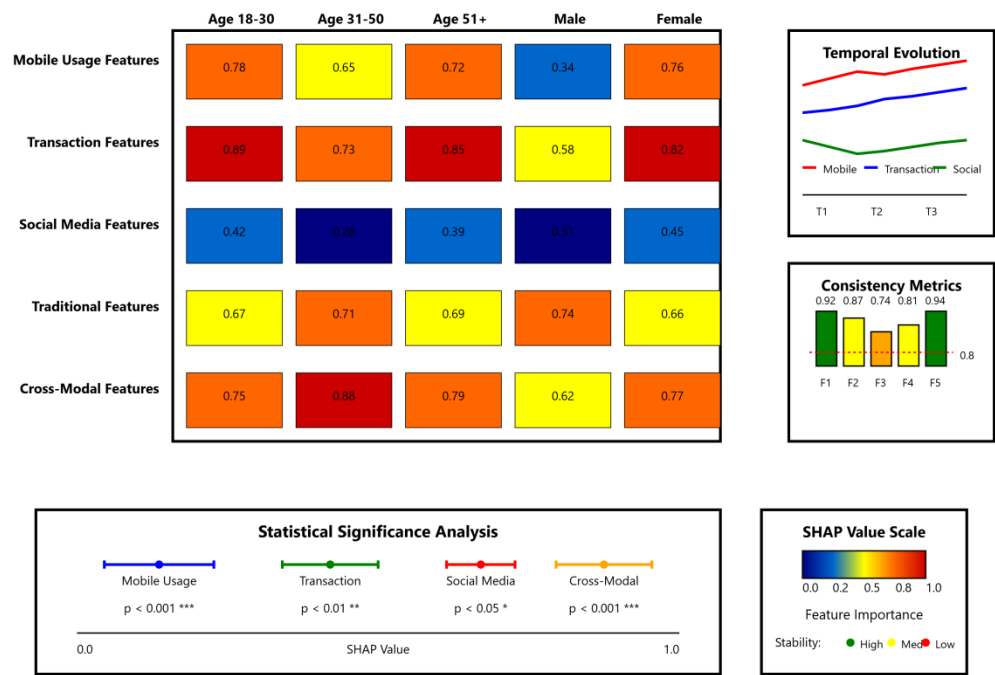 Age 18-30 Age 31-50 Age 51+ Male Female
Mobile Usage Features 0.78 0.65 0.72 0.34 0.76
Transaction Features 0.89 0.73 0.85 0.58 0.82
Social Media Features 0.42 0.28 0.39 0.31 0.45
Traditional Features 0.67 0.71 0.69 0.74 0.66
Cross-Modal Features 0.75 0.88 0.79 0.62 0.77
Temporal Evolution
Mobile Transaction Social
T1 T2 T3
Consistency Metrics
0.92 0.87 0.74 0.81 0.94
0.8
F1 F2 F3 F4 F5
Statistical Significance Analysis
Mobile Usage Transaction Social Media Cross-Modal
p < 0.001 *** p < 0.01 ** p < 0.05 * p < 0.001 ***
0.0 SHAP Value 1.0
SHAP Value Scale
0.0 0.2 0.5 0.8 1.0
Feature Importance
Stability: High Med Low